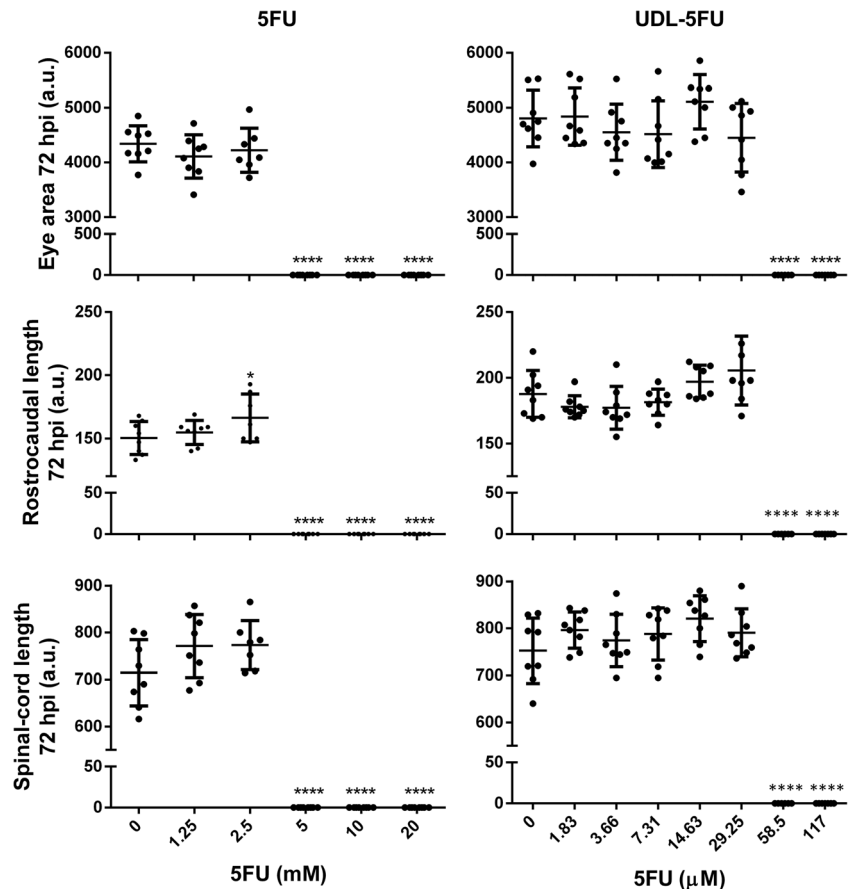 5FU
UDL-5FU
Eye area 72 hpi (a.u.)
6000
5000
4000
3000
500
0
**** **** ****
6000
5000
4000
3000
500
0
**** ****
Rostrocaudal length
72 hpi (a.u.)
250
200
150
100
50
0
*
**** **** ****
250
200
150
100
50
0
**** ****
Spinal-cord length
72 hpi (a.u.)
900
800
700
600
50
0
**** **** ****
0 1.25 2.5 5 10 20
5FU (mM)
900
800
700
600
50
0
**** ****
0 1.83 3.66 7.31 14.63 29.25 58.5 117
5FU (μM)